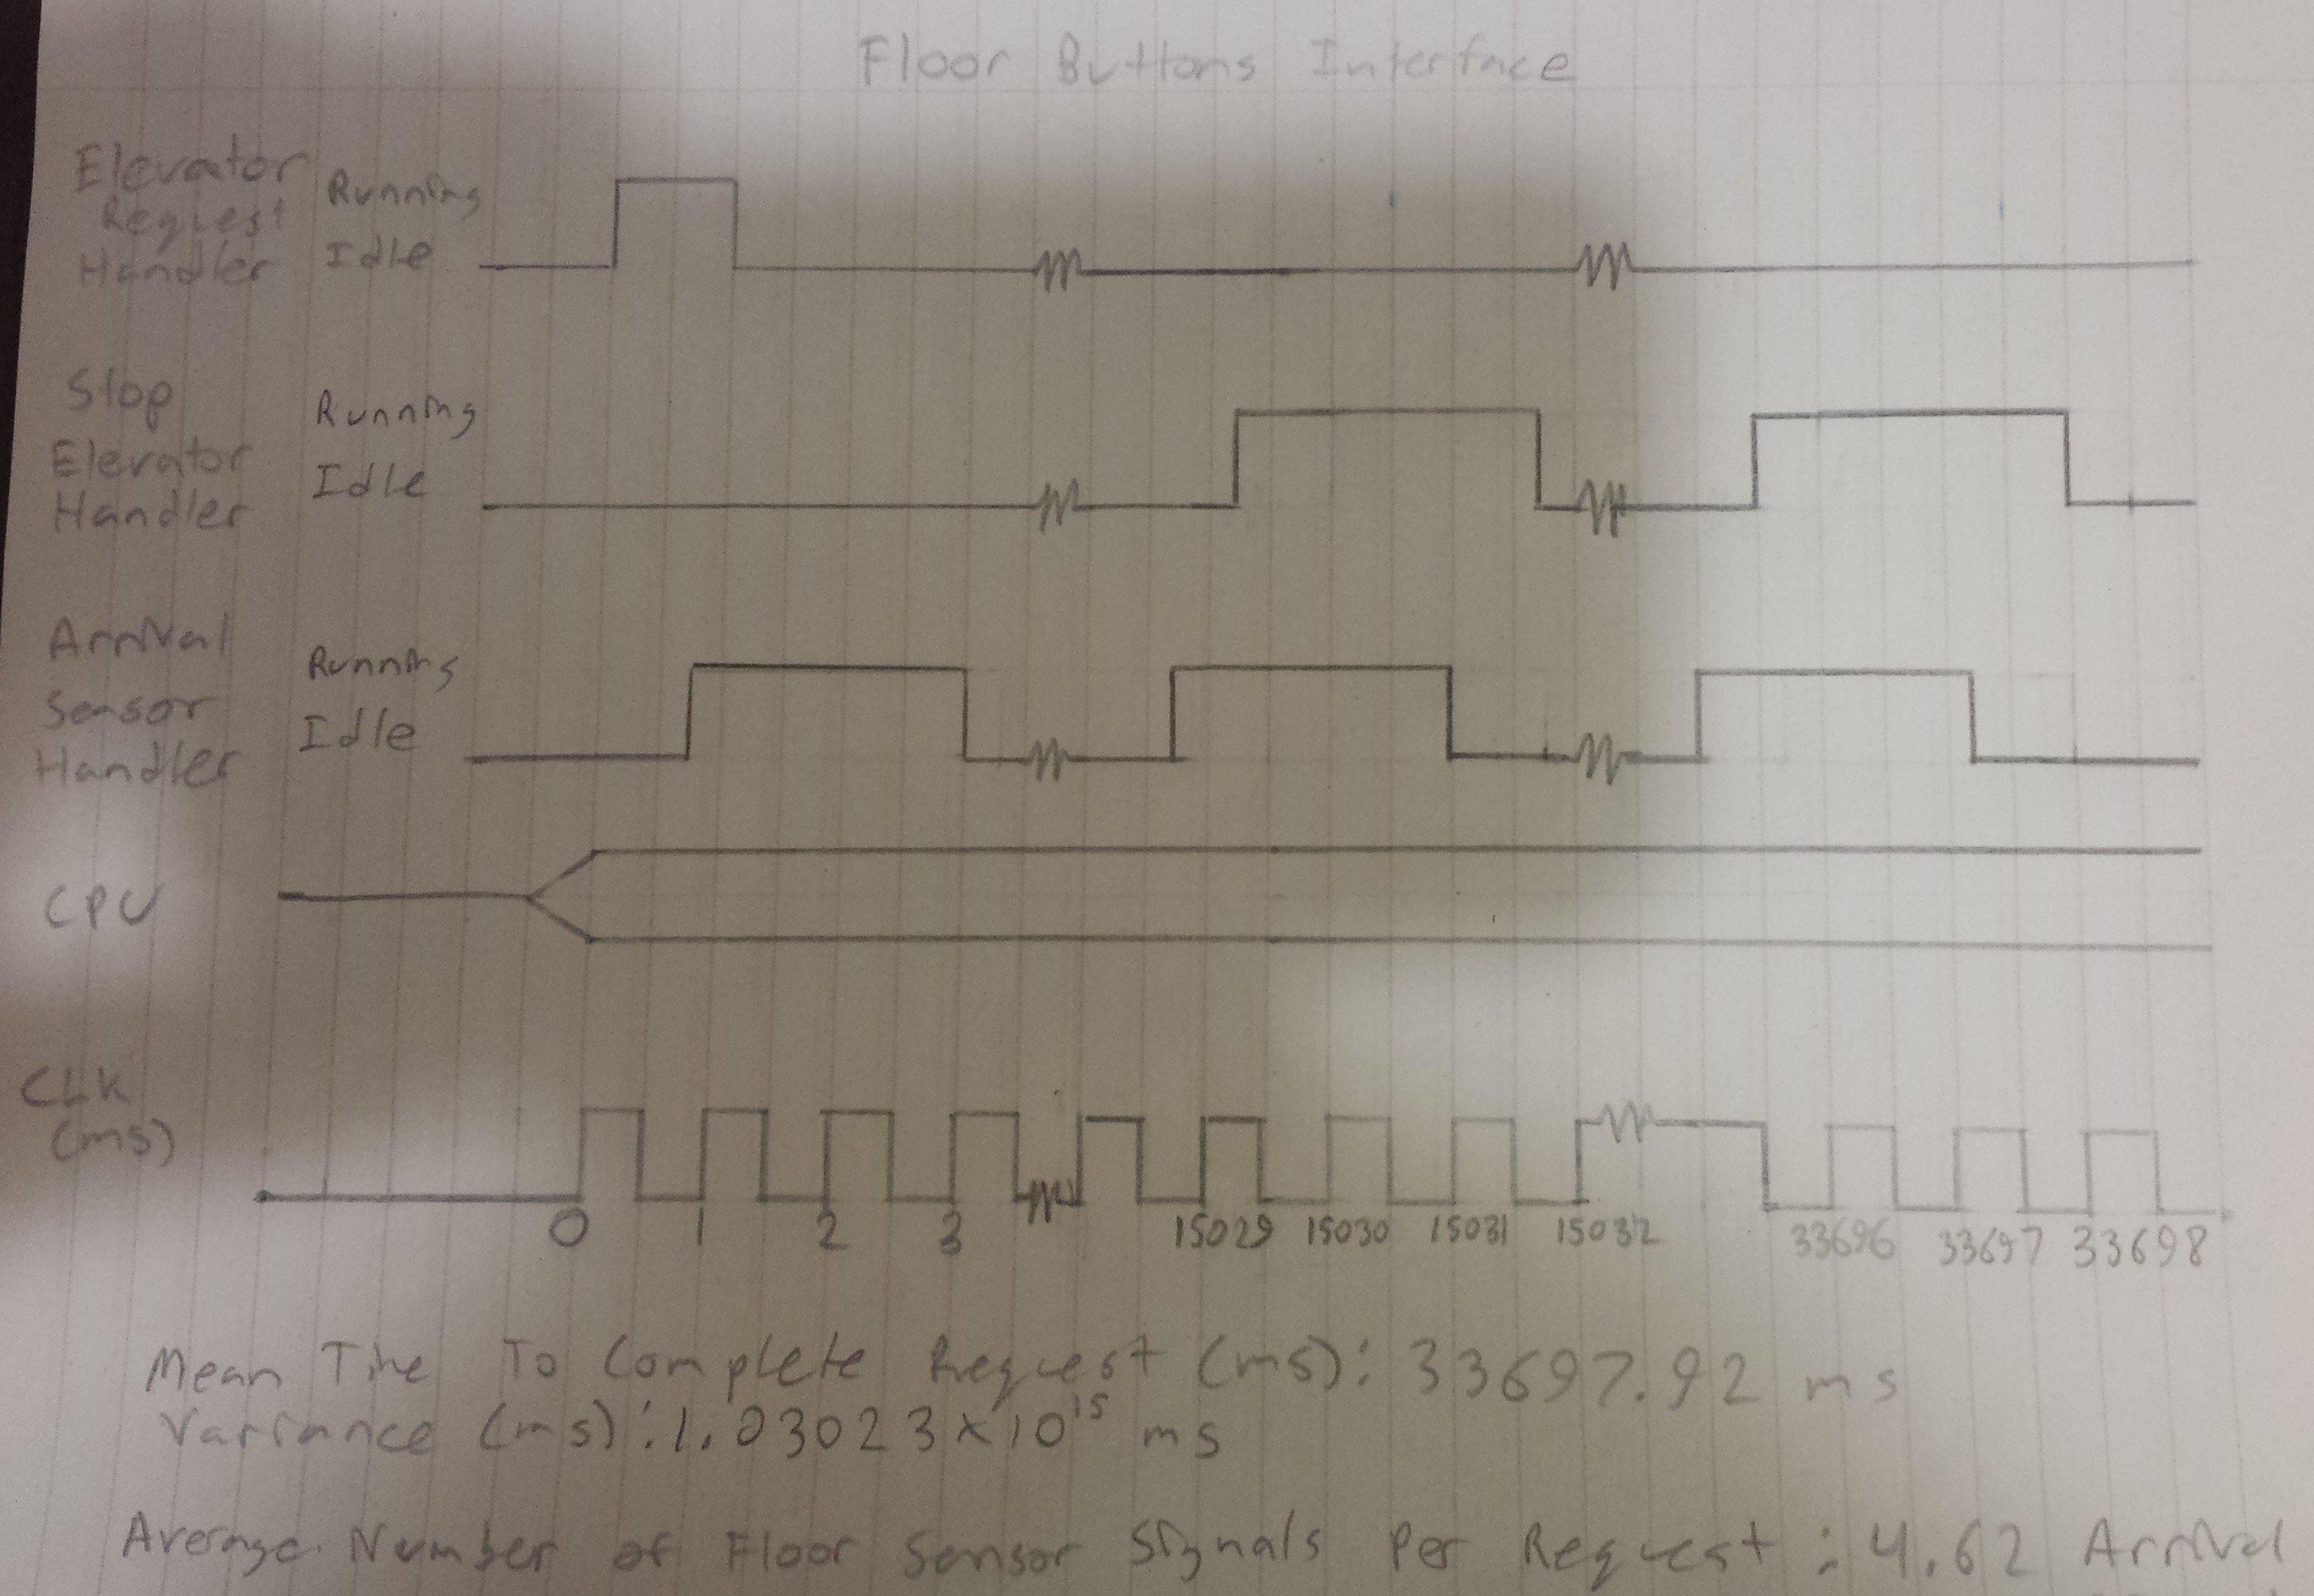 Floor Buttons Interface
Elevator
Request
Handler
Running
Idle
Stop
Elevator
Handler
Running
Idle
Arrival
Sensor
Handler
Running
Idle
CPU
CLK
(ms)
0 1 2 3 15029 15030 15031 15032 33696 33697 33698
Mean Time To Complete Request (ms): 33697.92 ms
Variance (ms): 1.03023x10^15 ms
Average Number of Floor Sensor Signals Per Request: 4.62 Arrival